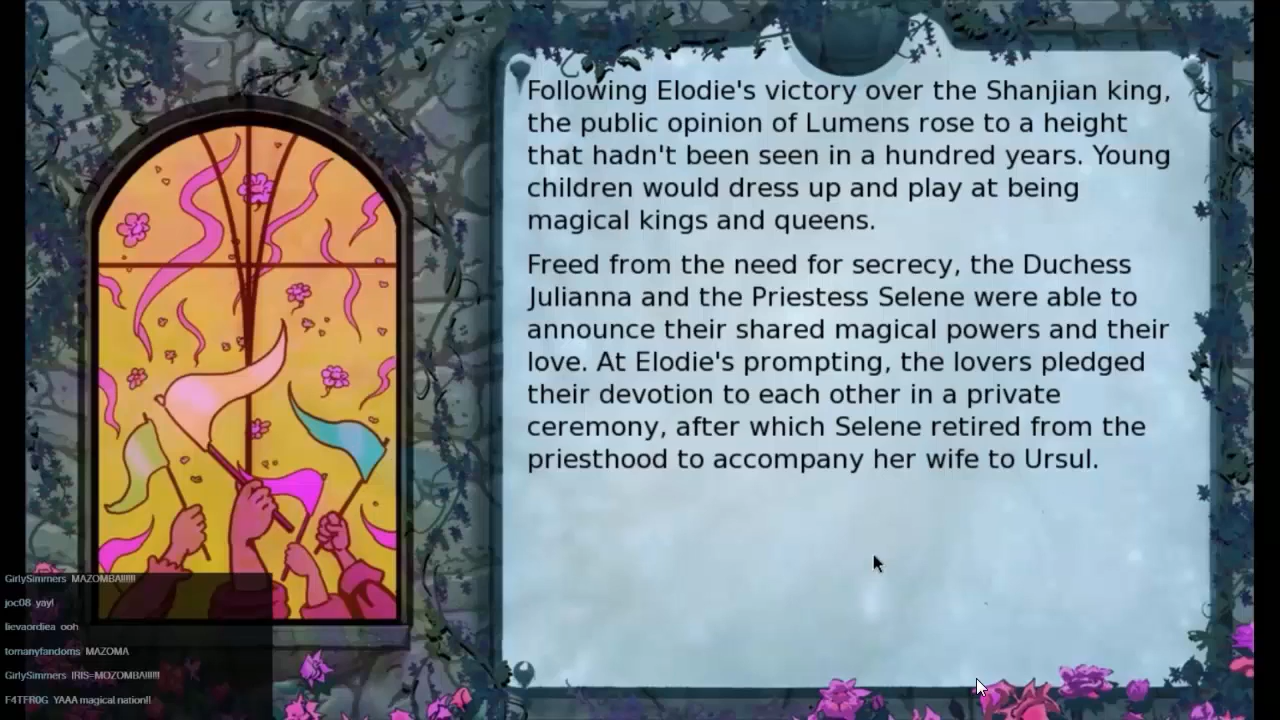 Following Elodie's victory over the Shanjian king,
the public opinion of Lumens rose to a height
that hadn't been seen in a hundred years. Young
children would dress up and play at being
magical kings and queens.
Freed from the need for secrecy, the Duchess
Julianna and the Priestess Selene were able to
announce their shared magical powers and their
love. At Elodie's prompting, the lovers pledged
their devotion to each other in a private
ceremony, after which Selene retired from the
priesthood to accompany her wife to Ursul.
GirlySimmers MAZOMBA!!!!!!
joc08 yay!
lievaordiea ooh
tomanyfandoms MAZOMA
GirlySimmers IRIS-MOZOMBA!!!!!!
F4TFR0G YAAA magical nation!!